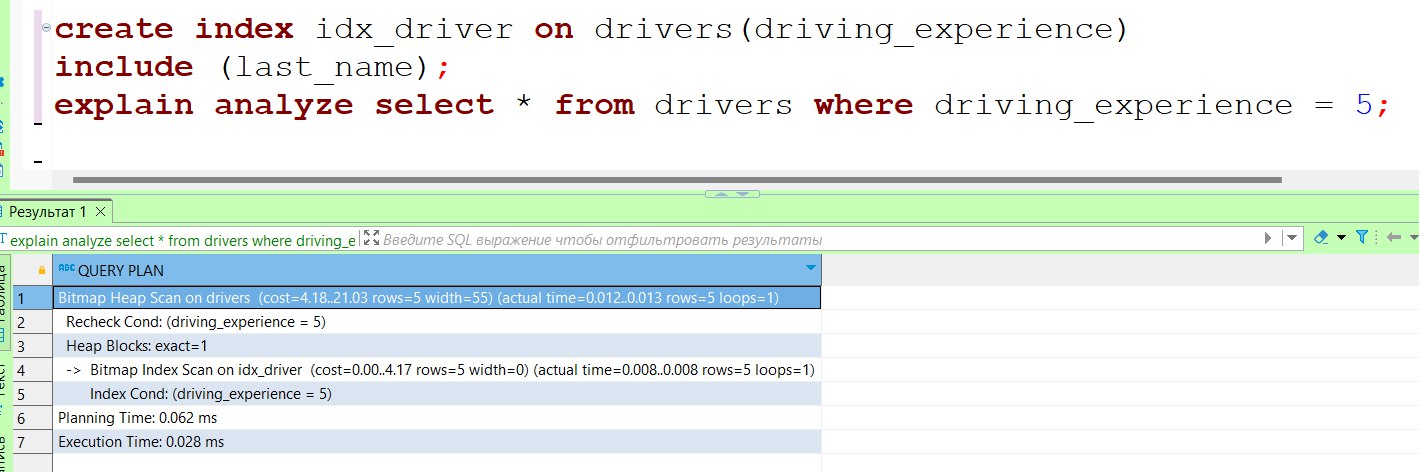 create index idx_driver on drivers(driving_experience)
include (last_name);
explain analyze select * from drivers where driving_experience = 5;
Результат 1
explain analyze select * from drivers where driving_e
Введите SQL выражение чтобы отфильтровать результаты
ABC QUERY PLAN
1 Bitmap Heap Scan on drivers (cost=4.18..21.03 rows=5 width=55) (actual time=0.012..0.013 rows=5 loops=1)
2 Recheck Cond: (driving_experience = 5)
3 Heap Blocks: exact=1
4 -> Bitmap Index Scan on idx_driver (cost=0.00..4.17 rows=5 width=0) (actual time=0.008..0.008 rows=5 loops=1)
5 Index Cond: (driving_experience = 5)
6 Planning Time: 0.062 ms
7 Execution Time: 0.028 ms